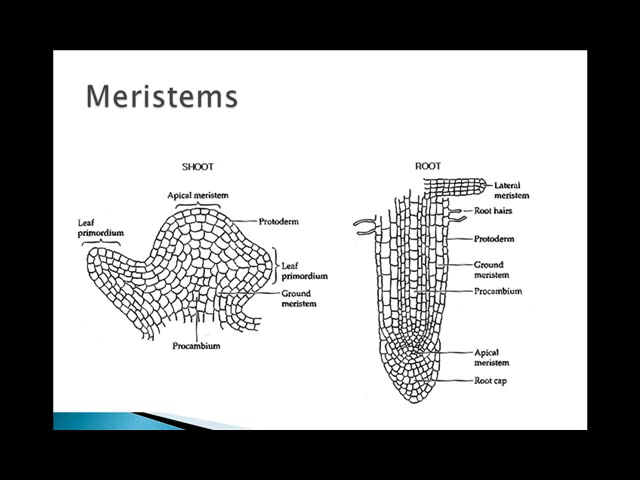 Meristems
SHOOT
Apical meristem
Protoderm
Leaf
primordium
Leaf
primordium
Ground
meristem
Procambium
ROOT
Lateral
meristem
Root hairs
Protoderm
Ground
meristem
Procambium
Apical
meristem
Root cap